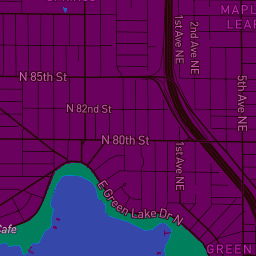 MAPL
LEAF
1st Ave NE
2nd Ave NE
N 85th St
5th Ave NE
N 82nd St
N 80th St
1st Ave NE
E Green Lake Dr N
Cafe
GREEN